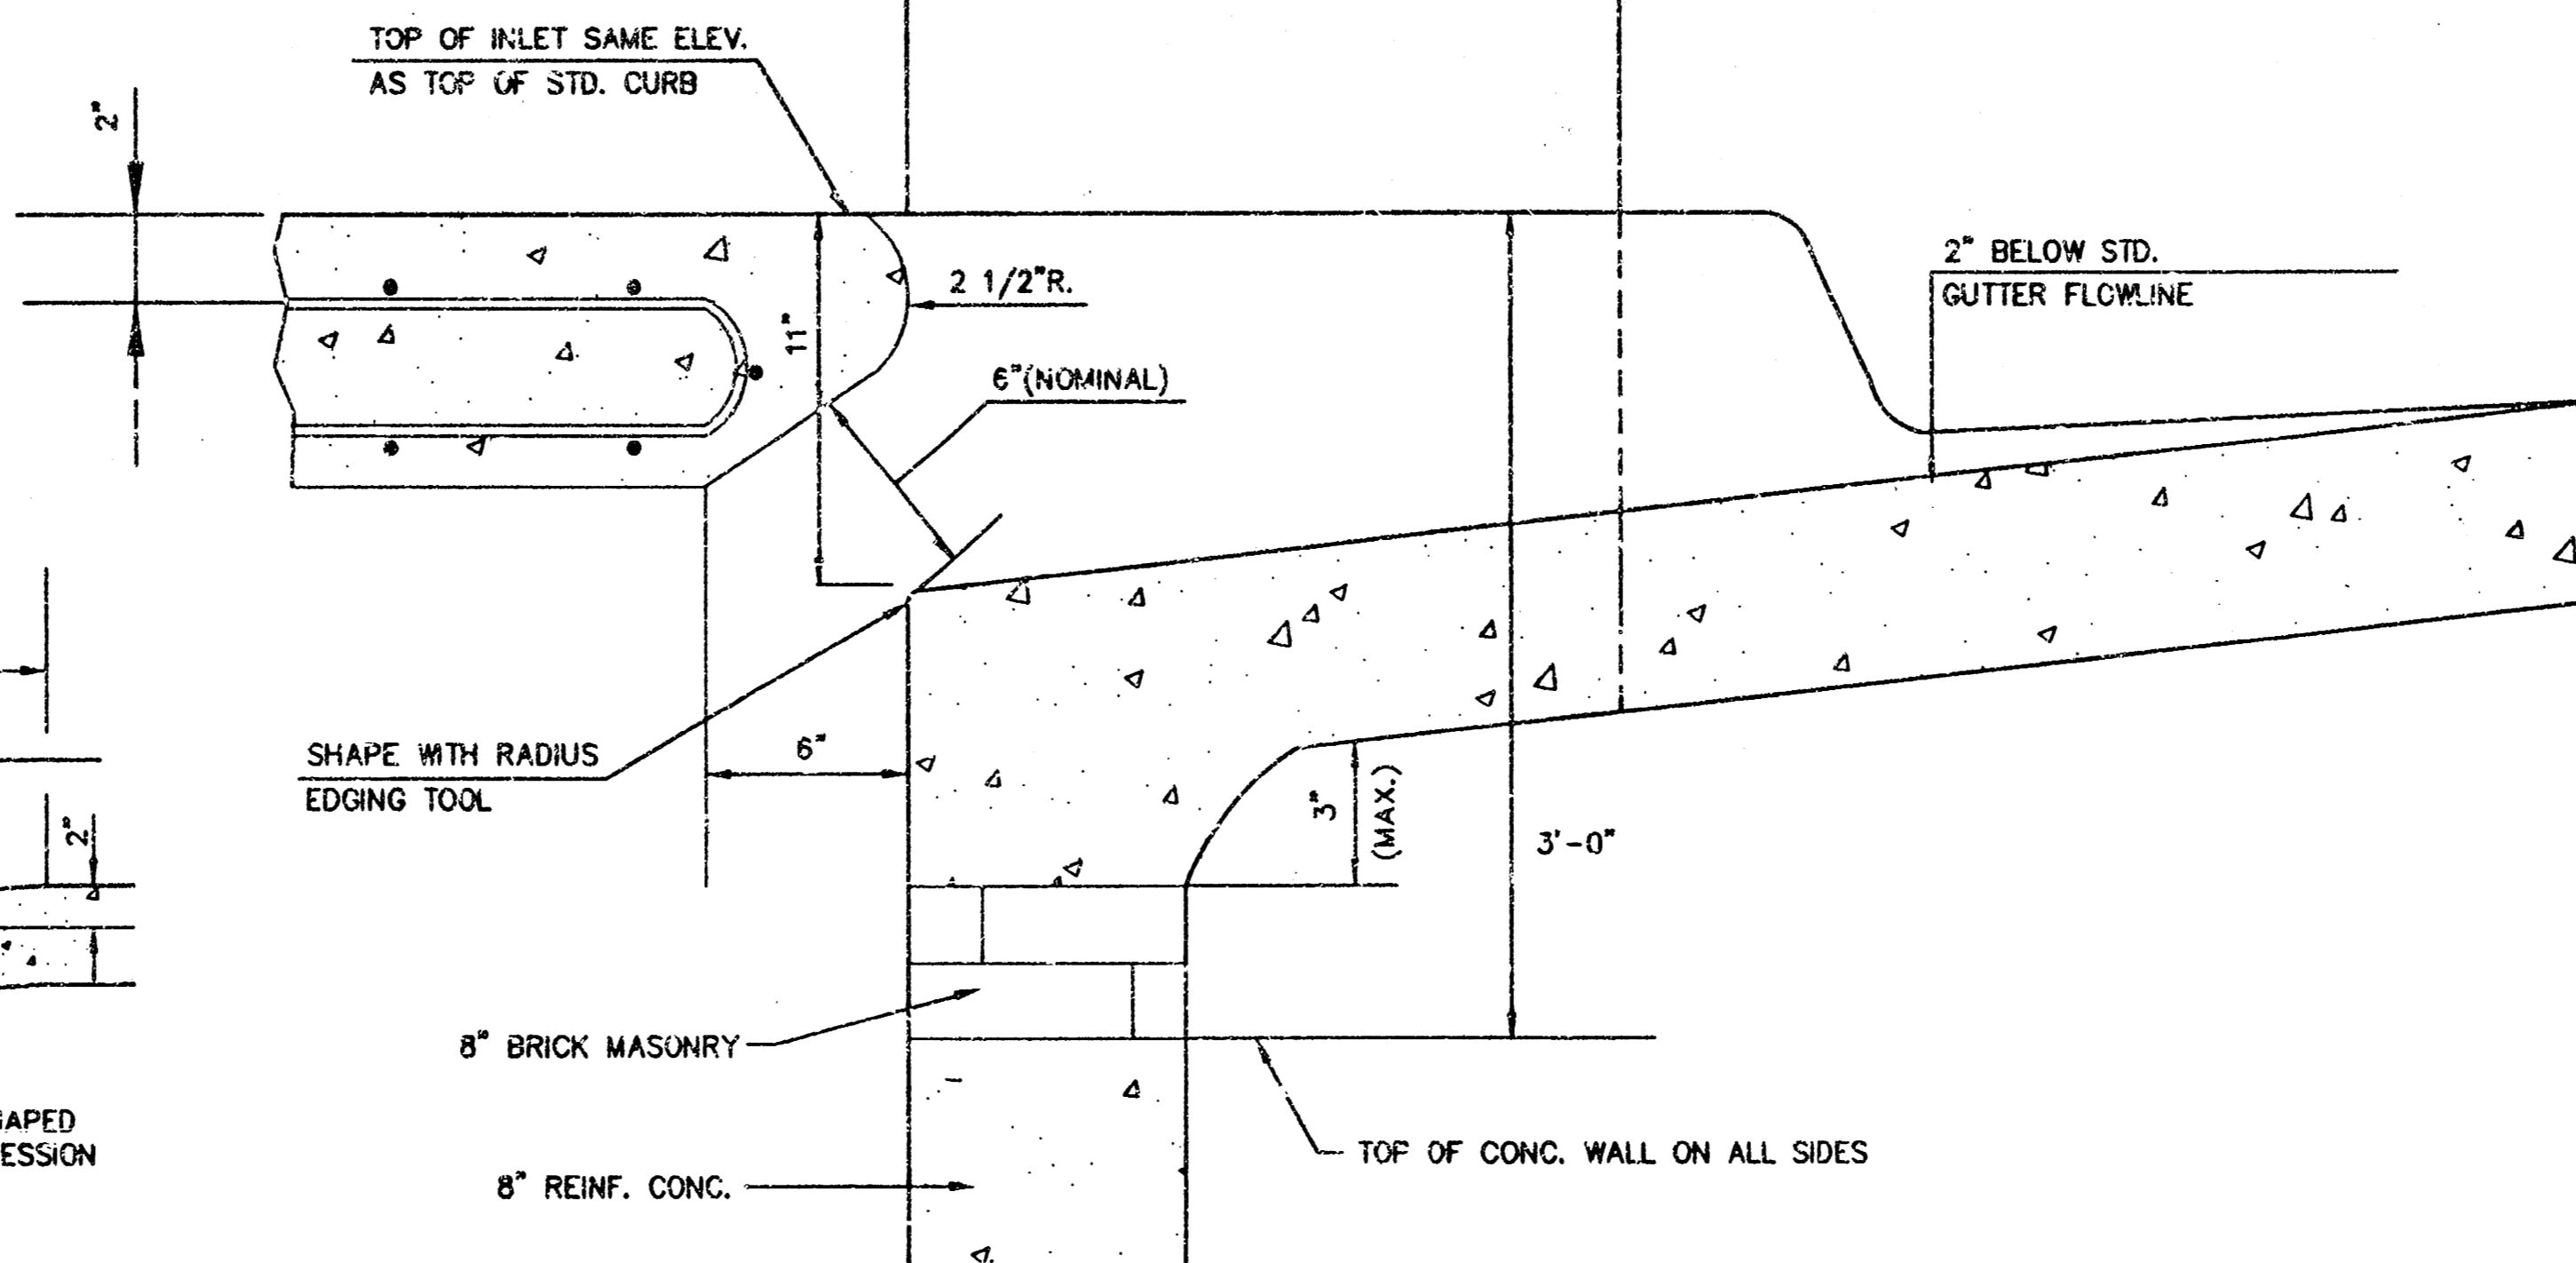 TOP OF INLET SAME ELEV.
AS TOP OF STD. CURB
2"
2" BELOW STD.
GUTTER FLOWLINE
2 1/2"R.
11"
6"(NOMINAL)
SHAPE WITH RADIUS
EDGING TOOL
6"
3"
(MAX.)
3'-0"
2"
8" BRICK MASONRY
APED
ESSION
TOP OF CONC. WALL ON ALL SIDES
8" REINF. CONC.